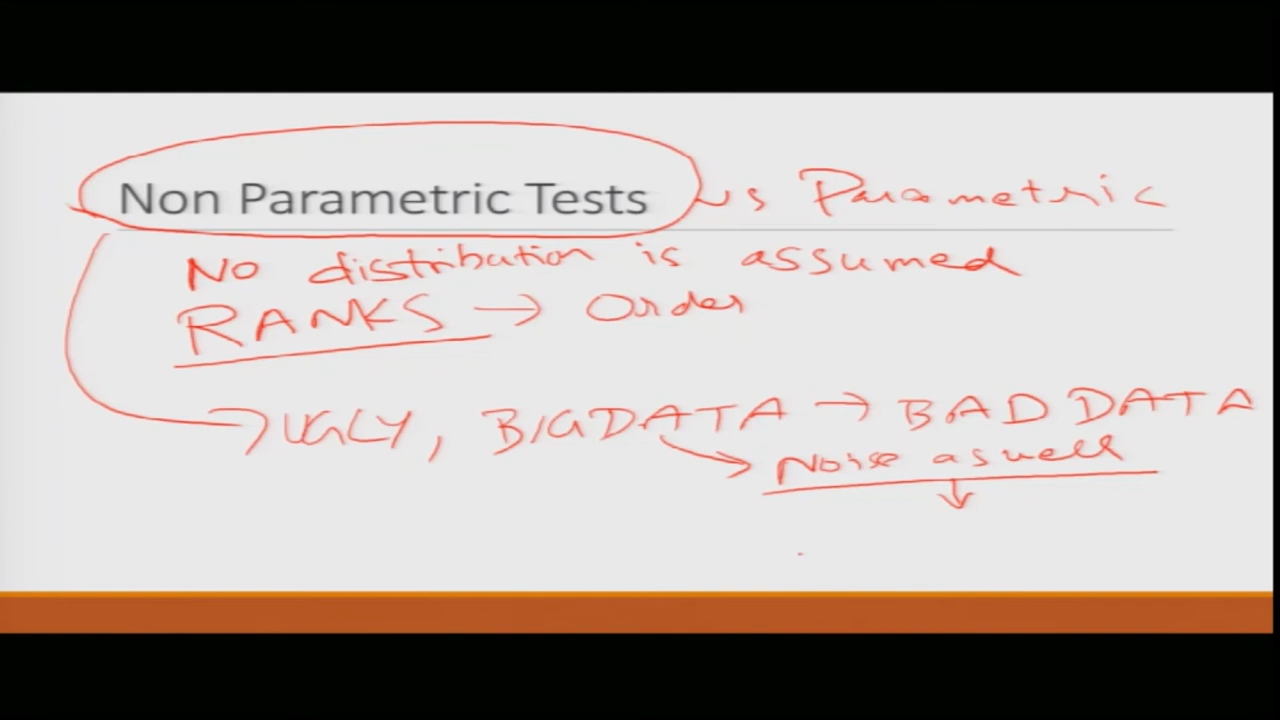 Non Parametric Tests vs Parametric
No distribution is assumed
RANKS → Order
→ UGLY, BIGDATA → BAD DATA
→ Noise as well
↓